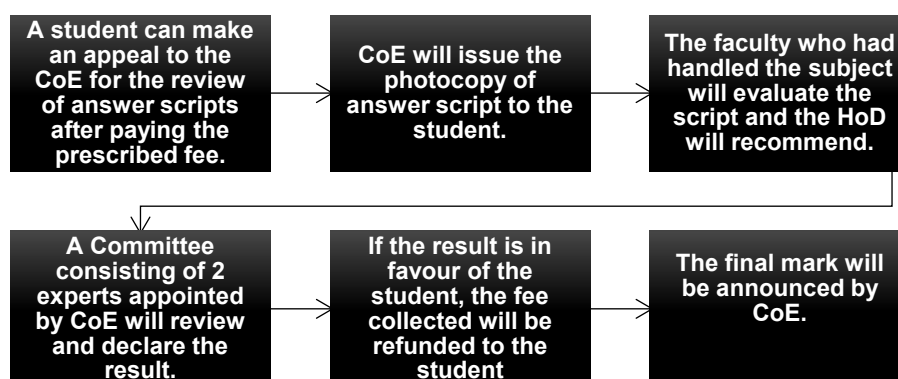 A student can make
an appeal to the
CoE for the review
of answer scripts
after paying the
prescribed fee.
CoE will issue the
photocopy of
answer script to the
student.
The faculty who had
handled the subject
will evaluate the
script and the HoD
will recommend.
A Committee
consisting of 2
experts appointed
by CoE will review
and declare the
result.
If the result is in
favour of the
student, the fee
collected will be
refunded to the
student
The final mark will
be announced by
CoE.